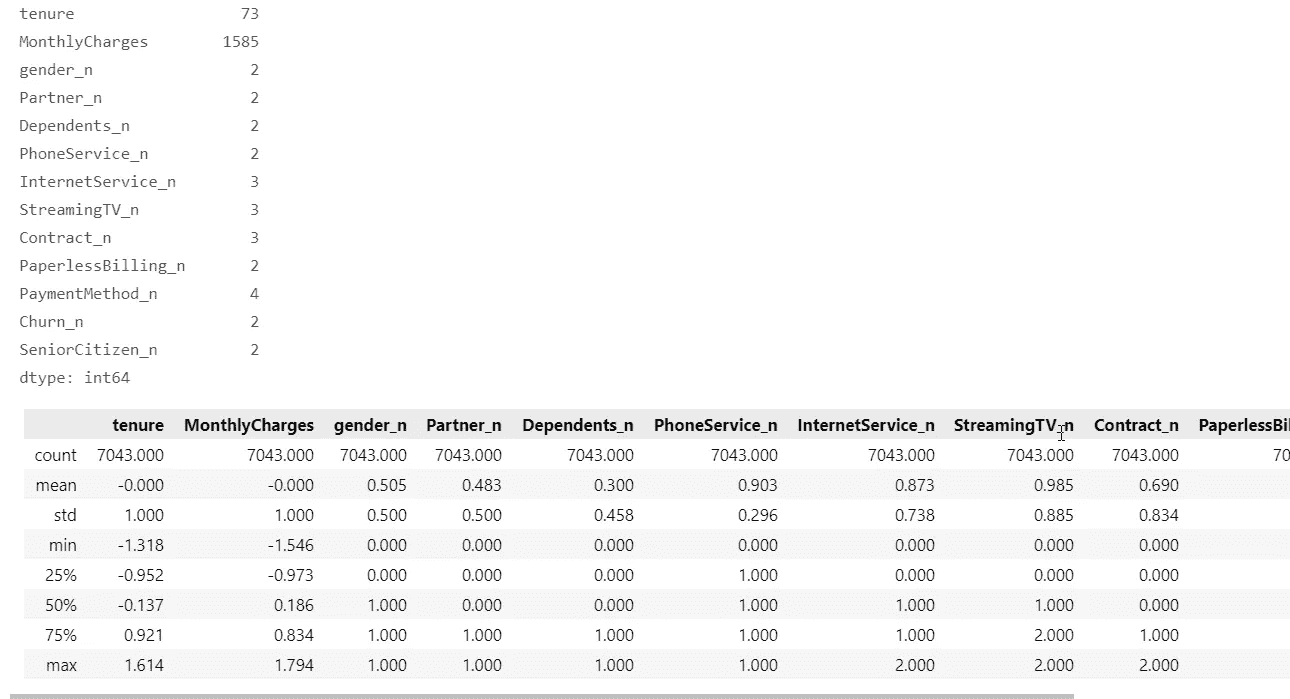 tenure 73
MonthlyCharges 1585
gender_n 2
Partner_n 2
Dependents_n 2
PhoneService_n 2
InternetService_n 3
StreamingTV_n 3
Contract_n 3
PaperlessBilling_n 2
PaymentMethod_n 4
Churn_n 2
SeniorCitizen_n 2
dtype: int64
tenure MonthlyCharges gender_n Partner_n Dependents_n PhoneService_n InternetService_n StreamingTV_n Contract_n PaperlessBil
count 7043.000 7043.000 7043.000 7043.000 7043.000 7043.000 7043.000 7043.000 7043.000 70
mean -0.000 -0.000 0.505 0.483 0.300 0.903 0.873 0.985 0.690
std 1.000 1.000 0.500 0.500 0.458 0.296 0.738 0.885 0.834
min -1.318 -1.546 0.000 0.000 0.000 0.000 0.000 0.000 0.000
25% -0.952 -0.973 0.000 0.000 0.000 1.000 0.000 0.000 0.000
50% -0.137 0.186 1.000 0.000 0.000 1.000 1.000 1.000 0.000
75% 0.921 0.834 1.000 1.000 1.000 1.000 1.000 2.000 1.000
max 1.614 1.794 1.000 1.000 1.000 1.000 2.000 2.000 2.000